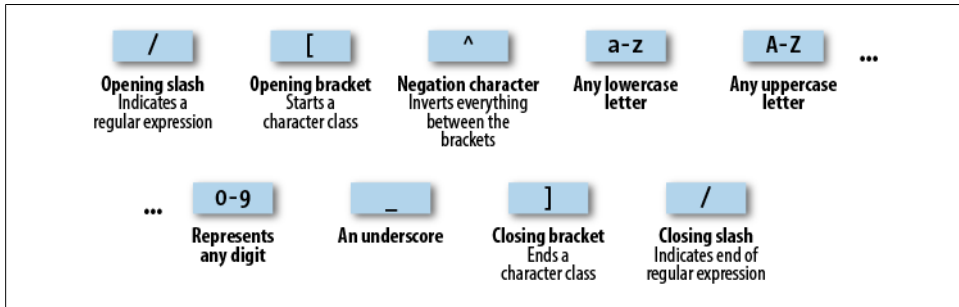 / [ ^ a-z A-Z ...
Opening slash Opening bracket Negation character Any lowercase Any uppercase
Indicates a Starts a Inverts everything letter letter
regular expression character class between the
brackets
... 0-9 _ ] /
Represents An underscore Closing bracket Closing slash
any digit Ends a Indicates end of
character class regular expression